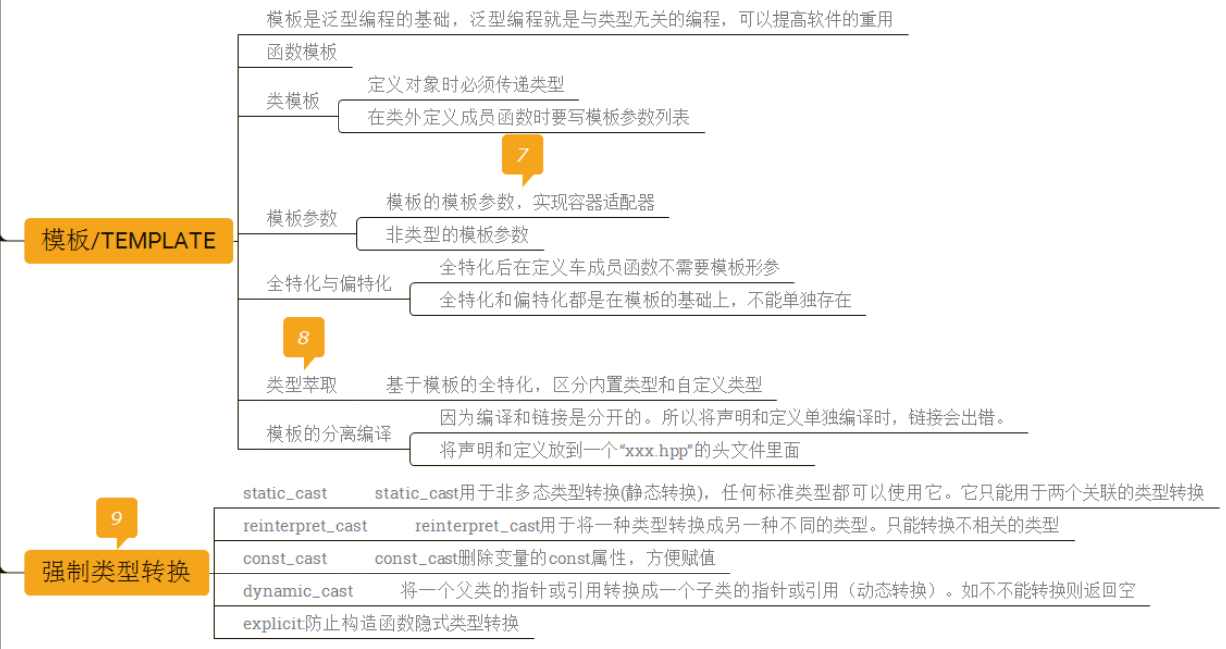 模板是泛型编程的基础，泛型编程就是与类型无关的编程，可以提高软件的重用
函数模板
类模板
定义对象时必须传递类型
在类外定义成员函数时要写模板参数列表
7
模板参数
模板的模板参数，实现容器适配器
非类型的模板参数
模板/TEMPLATE
全特化与偏特化
全特化后在定义车成员函数不需要模板形参
全特化和偏特化都是在模板的基础上，不能单独存在
8
类型萃取 基于模板的全特化，区分内置类型和自定义类型
模板的分离编译
因为编译和链接是分开的。所以将声明和定义单独编译时，链接会出错。
将声明和定义放到一个“xxx.hpp”的头文件里面
9
强制类型转换
static_cast static_cast用于非多态类型转换(静态转换)，任何标准类型都可以使用它。它只能用于两个关联的类型转换
reinterpret_cast reinterpret_cast用于将一种类型转换成另一种不同的类型。只能转换不相关的类型
const_cast const_cast删除变量的const属性，方便赋值
dynamic_cast 将一个父类的指针或引用转换成一个子类的指针或引用（动态转换）。如不不能转换则返回空
explicit:防止构造函数隐式类型转换